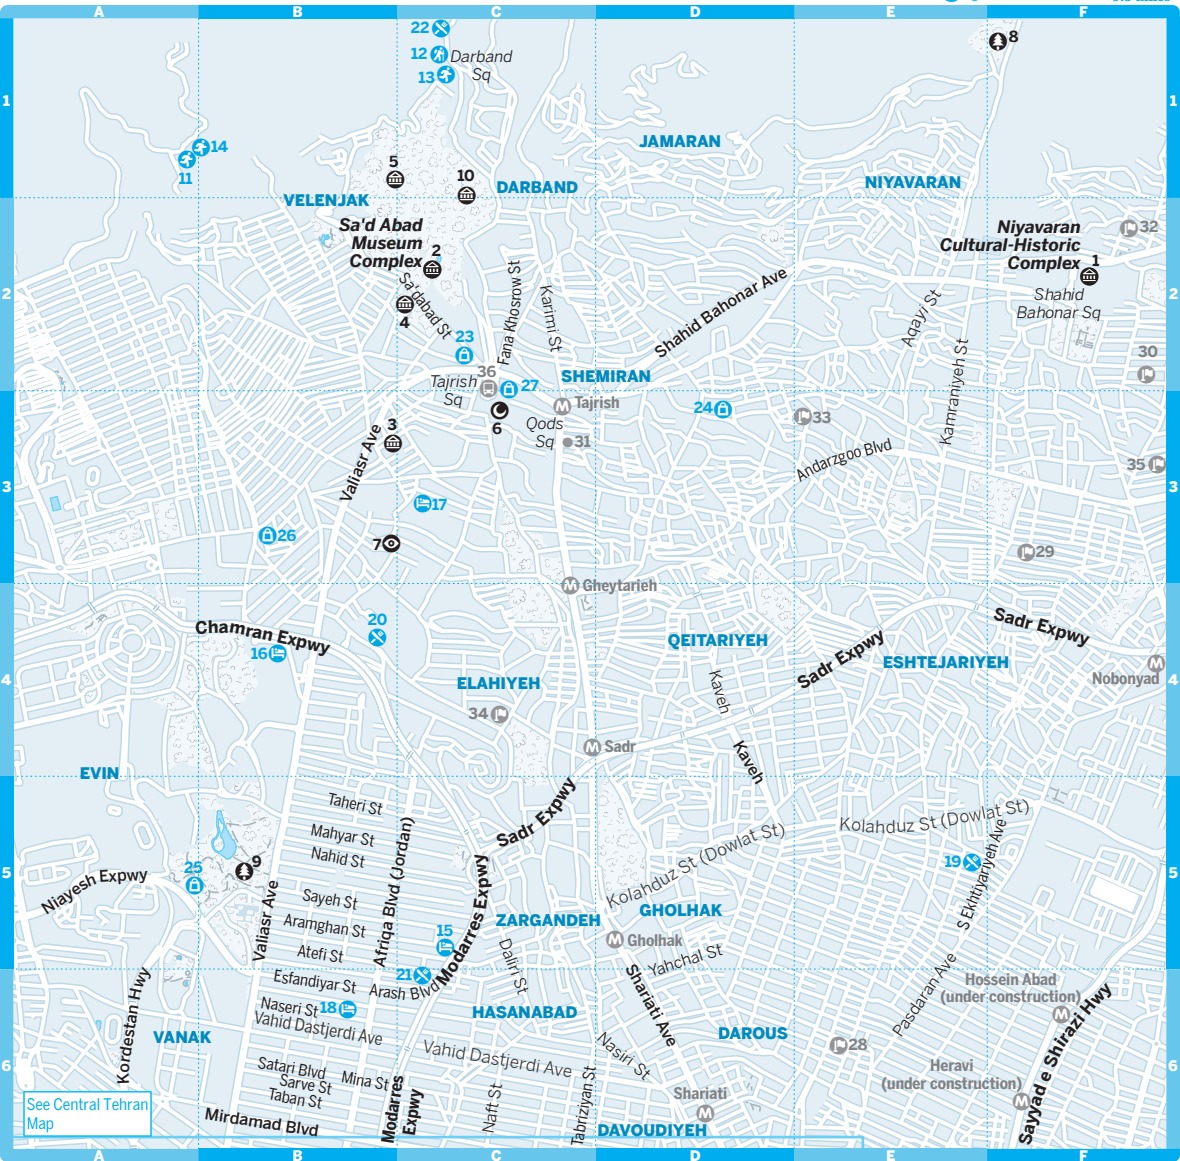 A
B
C
D
E
F
22
12
Darband
Sq
13
8
1
1
JAMARAN
14
11
5
10
DARBAND
NIYAVARAN
VELENJAK
Sa'd Abad
Museum
Complex
2
Niyavaran
Cultural-Historic
Complex
1
32
2
2
4
Sa'dabad St
Fana Khosrow St
Karimi St
Shahid Bahonar Ave
Aqayi St
Shahid
Bahonar Sq
23
30
36
SHEMIRAN
Kamraniyeh St
Tajrish
Sq
27
Tajrish
24
33
6
Qods
Sq
31
3
Valiasr Ave
Andarzgoo Blvd
35
3
3
17
26
7
29
Gheytarieh
20
Chamran Expwy
16
QEITARIYEH
Sadr Expwy
Sadr Expwy
ESHTEJARIYEH
Nobonyad
4
4
ELAHIYEH
Kaveh
34
Sadr
Kaveh
EVIN
Taheri St
Mahyar St
Nahid St
Sadr Expwy
Kolahduz St (Dowlat St)
Kolahduz St (Dowlat St)
9
25
19
5
5
Niayesh Expwy
Valiasr Ave
Sayeh St
Aramghan St
Atefi St
Afriqa Blvd (Jordan)
Modarres Expwy
15
ZARGANDEH
GHOLHAK
Gholhak
S Ekhtiyariyeh Ave
Yahchal St
Daliri St
21
Esfandiyar St
Arash Blvd
Kordestan Hwy
Naseri St
18
Vahid Dastjerdi Ave
HASANABAD
Shariati Ave
Pasdaran Ave
Hossein Abad
(under construction)
VANAK
DAROUS
28
Vahid Dastjerdi Ave
Nasiri St
Sayyad e Shirazi Hwy
6
6
Satari Blvd
Sarve St
Taban St
Mina St
Heravi
(under construction)
Shariati
Modarres
Expwy
Naft St
Tabriziyan St
See Central Tehran
Map
Mirdamad Blvd
DAVOUDIYEH
A
B
C
D
E
F